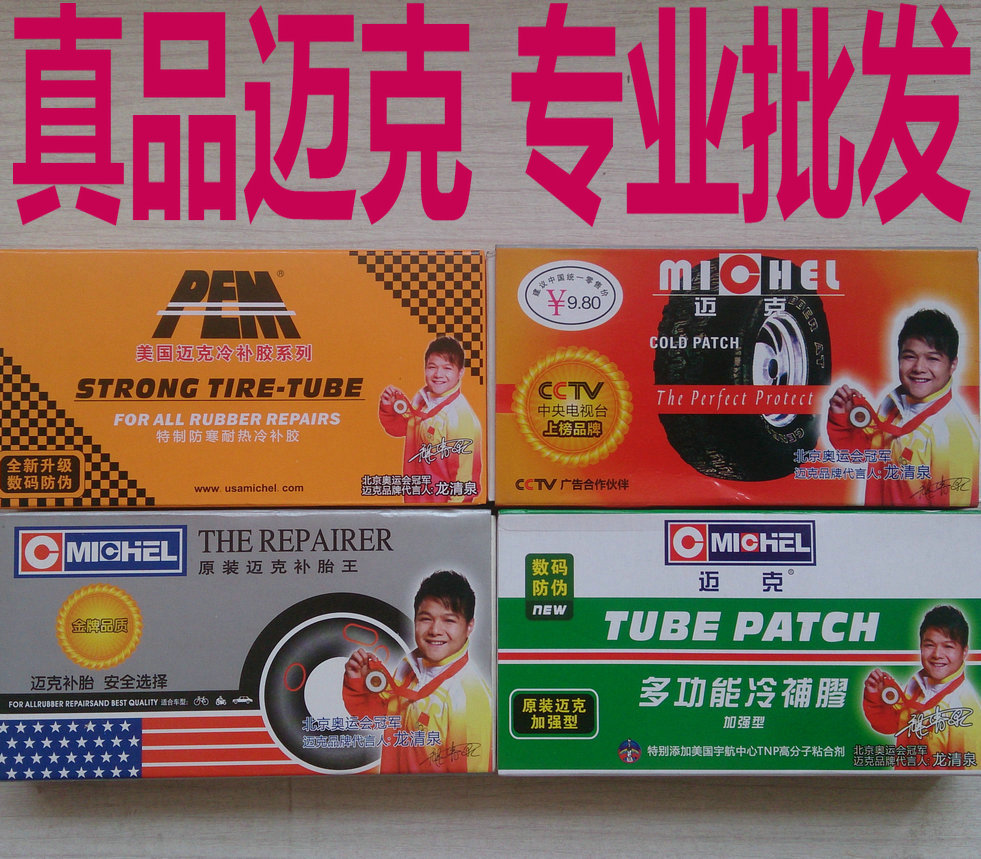 真品迈克 专业批发
PEM®
美国迈克冷补胶系列
STRONG TIRE-TUBE
FOR ALL RUBBER REPAIRS
特制防寒耐热冷补胶
全新升级
数码防伪
www. usamichel. com
北京奥运会冠军
迈克品牌代言人: 龙清泉
建议中国统一零售价
¥9.80
MICHEL
迈 克
COLD PATCH
The Perfect Protect
CCTV
中央电视台
上榜品牌
CCTV 广告合作伙伴
北京奥运会冠军
迈克品牌代言人: 龙清泉
C MICHEL
THE REPAIRER
原装迈克补胎王
金牌品质
迈克补胎 安全选择
FOR ALLRUBBER REPAIRSAND BEST QUALITY 适合车型:
北京奥运会冠军
迈克品牌代言人: 龙清泉
数码
防伪
NEW
C MICHEL
迈 克®
TUBE PATCH
多功能冷補膠
加强型
原装迈克
加强型
特别添加美国宇航中心TNP高分子粘合剂
北京奥运会冠军
迈克品牌代言人: 龙清泉